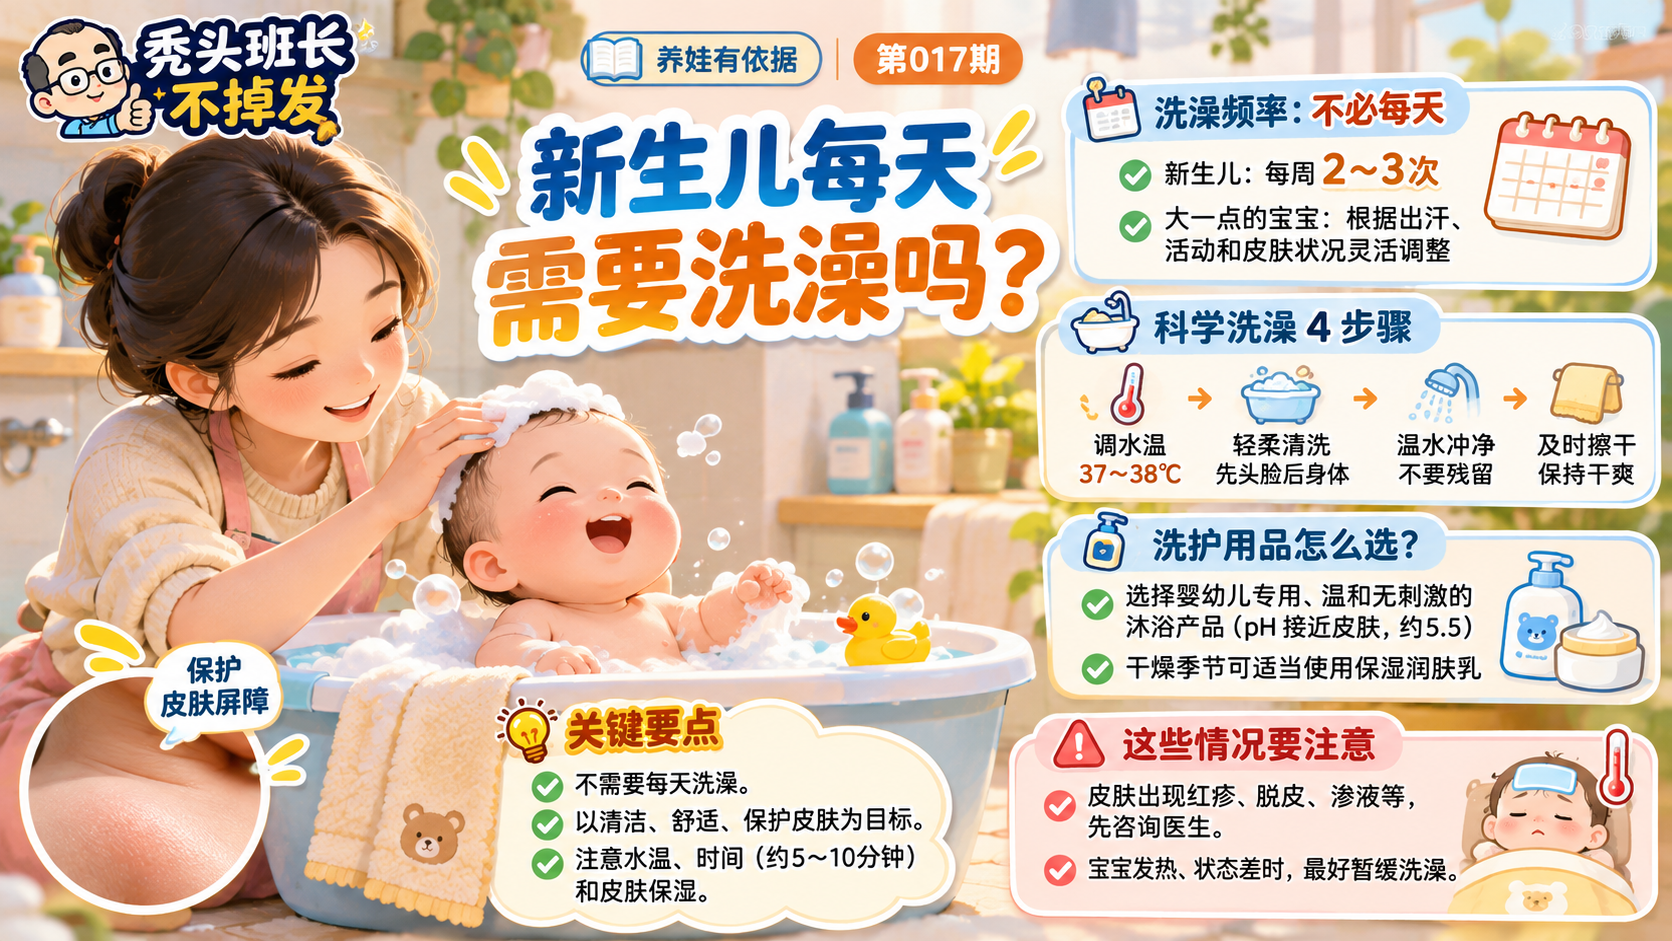 秃头班长
不掉发
养娃有依据
第017期
新生儿每天
需要洗澡吗？
洗澡频率：不必每天
新生儿：每周2～3次
大一点的宝宝：根据出汗、
活动和皮肤状况灵活调整
科学洗澡 4 步骤
调水温
37～38℃
轻柔清洗
先头脸后身体
温水冲净
不要残留
及时擦干
保持干爽
洗护用品怎么选？
选择婴幼儿专用、温和无刺激的
沐浴产品（pH 接近皮肤，约5.5）
干燥季节可适当使用保湿润肤乳
这些情况要注意
皮肤出现红疹、脱皮、渗液等，
先咨询医生。
宝宝发热、状态差时，最好暂缓洗澡。
保护
皮肤屏障
关键要点
不需要每天洗澡。
以清洁、舒适、保护皮肤为目标。
注意水温、时间（约5～10分钟）
和皮肤保湿。